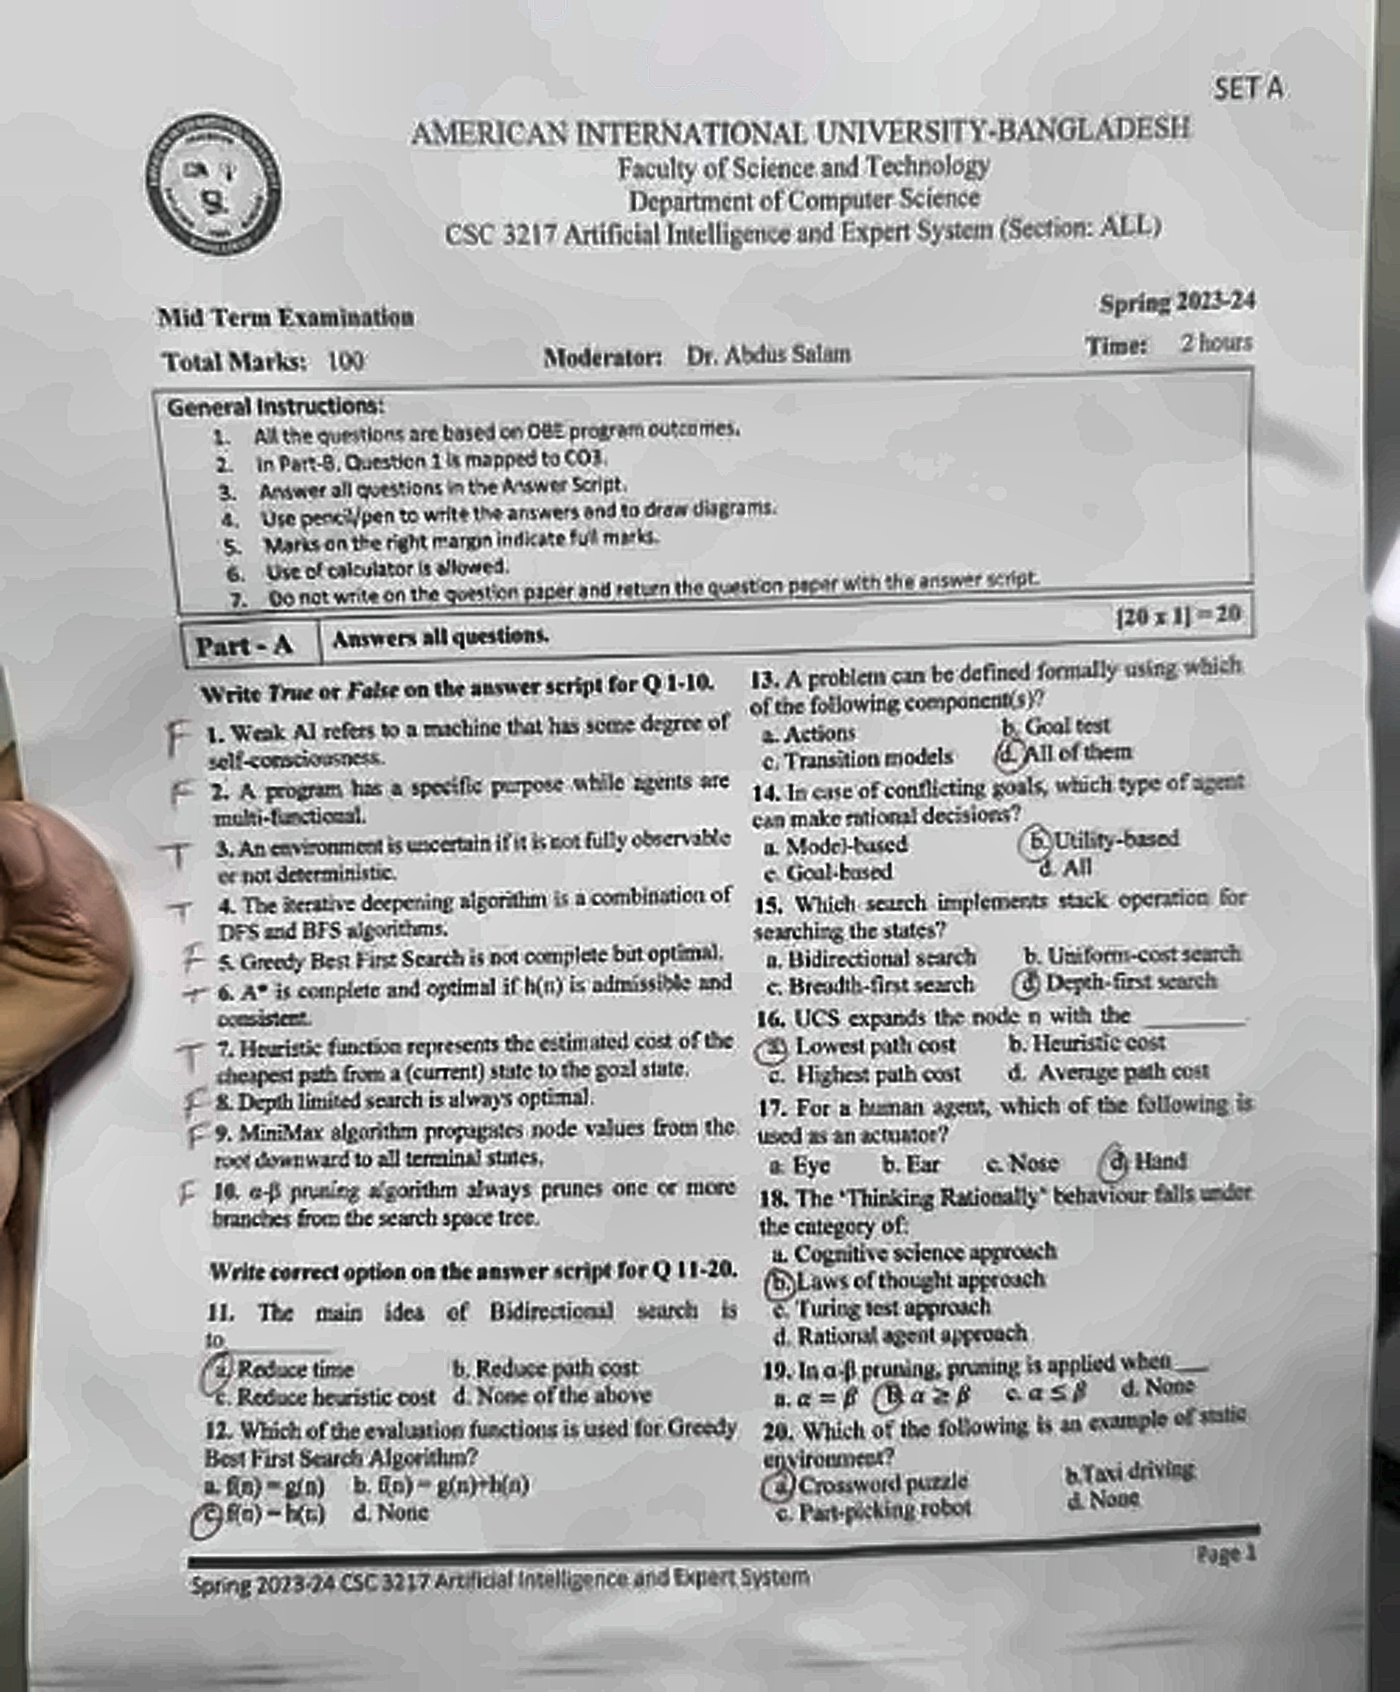 SET A
AMERICAN INTERNATIONAL UNIVERSITY-BANGLADESH
Faculty of Science and Technology
Department of Computer Science
CSC 3217 Artificial Intelligence and Expert System (Section: ALL)
Mid Term Examination
Spring 2023-24
Total Marks: 100
Moderator: Dr. Abdus Salam
Time: 2 hours
General Instructions:
1. All the questions are based on OBE program outcomes.
2. In Part-B, Question 1 is mapped to CO3.
3. Answer all questions in the Answer Script.
4. Use pencil/pen to write the answers and to draw diagrams.
5. Marks on the right margin indicate full marks.
6. Use of calculator is allowed.
7. Do not write on the question paper and return the question paper with the answer script.
Part - A Answers all questions. [20 x 1] = 20
Write True or False on the answer script for Q 1-10.
F 1. Weak AI refers to a machine that has some degree of
self-consciousness.
F 2. A program has a specific purpose while agents are
multi-functional.
T 3. An environment is uncertain if it is not fully observable
or not deterministic.
T 4. The iterative deepening algorithm is a combination of
DFS and BFS algorithms.
F 5. Greedy Best First Search is not complete but optimal.
T 6. A* is complete and optimal if h(n) is admissible and
consistent.
T 7. Heuristic function represents the estimated cost of the
cheapest path from a (current) state to the goal state.
F 8. Depth limited search is always optimal.
F 9. MiniMax algorithm propagates node values from the
root downward to all terminal states.
F 10. α-β pruning algorithm always prunes one or more
branches from the search space tree.
Write correct option on the answer script for Q 11-20.
11. The main idea of Bidirectional search is
to
a. Reduce time b. Reduce path cost
c. Reduce heuristic cost d. None of the above
12. Which of the evaluation functions is used for Greedy
Best First Search Algorithm?
a. f(n) = g(n) b. f(n) = g(n)+h(n)
c. f(n) = h(n) d. None
13. A problem can be defined formally using which
of the following component(s)?
a. Actions b. Goal test
c. Transition models d. All of them
14. In case of conflicting goals, which type of agent
can make rational decisions?
a. Model-based b. Utility-based
c. Goal-based d. All
15. Which search implements stack operation for
searching the states?
a. Bidirectional search b. Uniform-cost search
c. Breadth-first search d. Depth-first search
16. UCS expands the node n with the
a. Lowest path cost b. Heuristic cost
c. Highest path cost d. Average path cost
17. For a human agent, which of the following is
used as an actuator?
a. Eye b. Ear c. Nose d. Hand
18. The 'Thinking Rationally' behaviour falls under
the category of:
a. Cognitive science approach
b. Laws of thought approach
c. Turing test approach
d. Rational agent approach
19. In α-β pruning, pruning is applied when
a. α = β b. α ≥ β c. α ≤ β d. None
20. Which of the following is an example of static
environment?
a. Crossword puzzle b. Taxi driving
c. Part-picking robot d. None
Page 1
Spring 2023-24 CSC 3217 Artificial Intelligence and Expert System